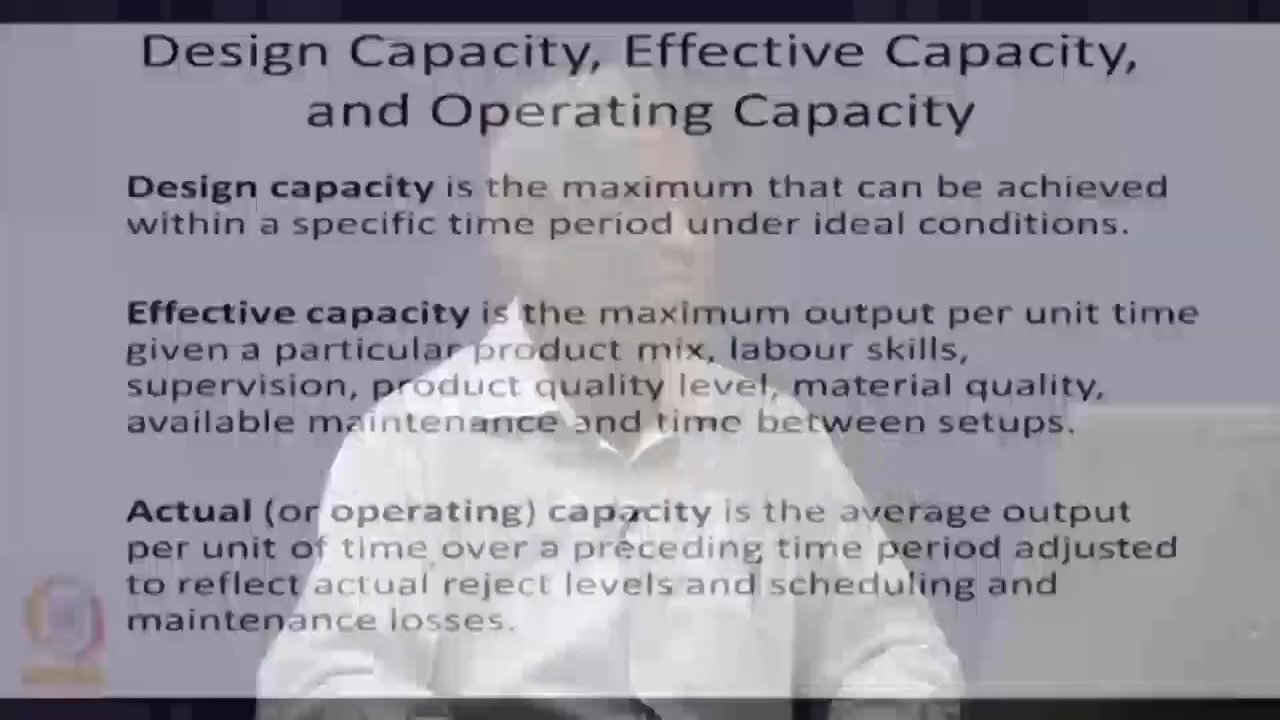 Design Capacity, Effective Capacity,
and Operating Capacity
Design capacity is the maximum that can be achieved
within a specific time period under ideal conditions.
Effective capacity is the maximum output per unit time
given a particular product mix, labour skills,
supervision, product quality level, material quality,
available maintenance and time between setups.
Actual (or operating) capacity is the average output
per unit of time over a preceding time period adjusted
to reflect actual reject levels and scheduling and
maintenance losses.